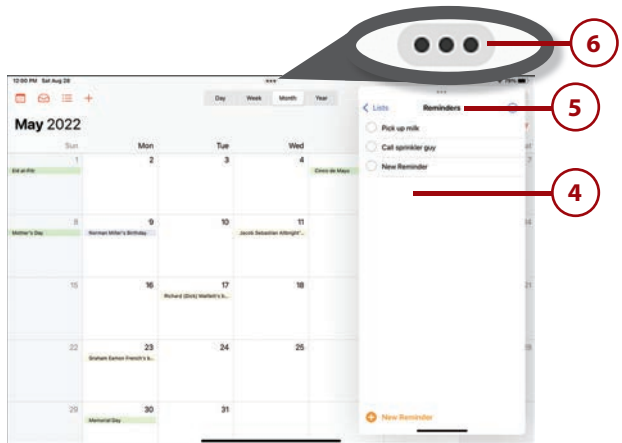 6
12:00 PM Sat Aug 28
Day Week Month Year
Lists Reminders
5
May 2022
Pick up milk
Call sprinkler guy
New Reminder
Sun Mon Tue Wed
1 2 3 4 7
Eid al-Fitr Cinco de Mayo
4
8 9 10 11 14
Mother's Day Norman Miller's Birthday Jacob Sebastian Albright'...
15 16 17 18 21
Richard (Dirk) Mallett's b...
22 23 24 25 28
Graham Eamon French's b...
29 30 31
Memorial Day
New Reminder